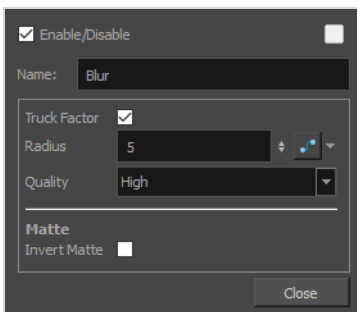 Enable/Disable
Name: Blur
Truck Factor
Radius 5
Quality High
Matte
Invert Matte
Close